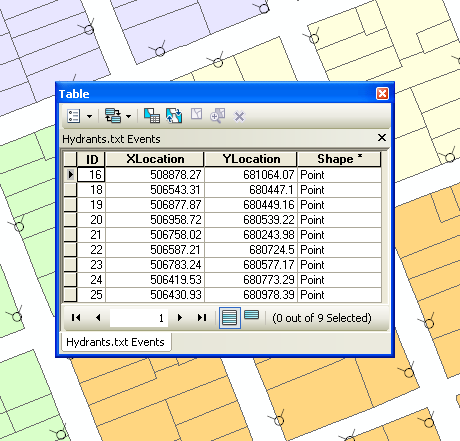 Table
Hydrants.txt Events
ID XLocation YLocation Shape *
16 508878.27 681064.07 Point
18 506543.31 680447.1 Point
19 506877.87 680449.16 Point
20 506958.72 680539.22 Point
21 506758.02 680243.98 Point
22 506587.21 680724.5 Point
23 506783.24 680577.17 Point
24 506419.53 680773.29 Point
25 506430.93 680978.39 Point
1 (0 out of 9 Selected)
Hydrants.txt Events